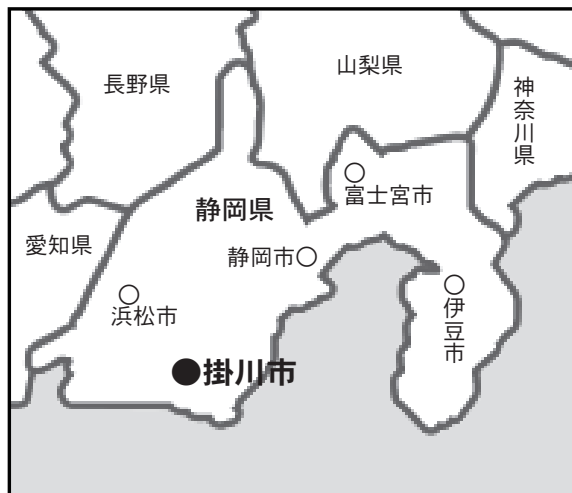 長野県
山梨県
神奈川県
富士宮市
静岡県
愛知県
静岡市
浜松市
伊豆市
掛川市